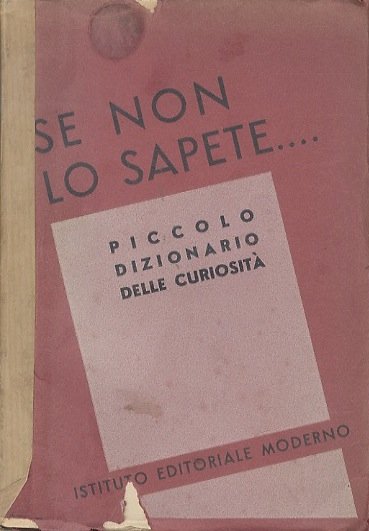 SE NON
LO SAPETE....
PICCOLO
DIZIONARIO
DELLE CURIOSITÀ
ISTITUTO EDITORIALE MODERNO